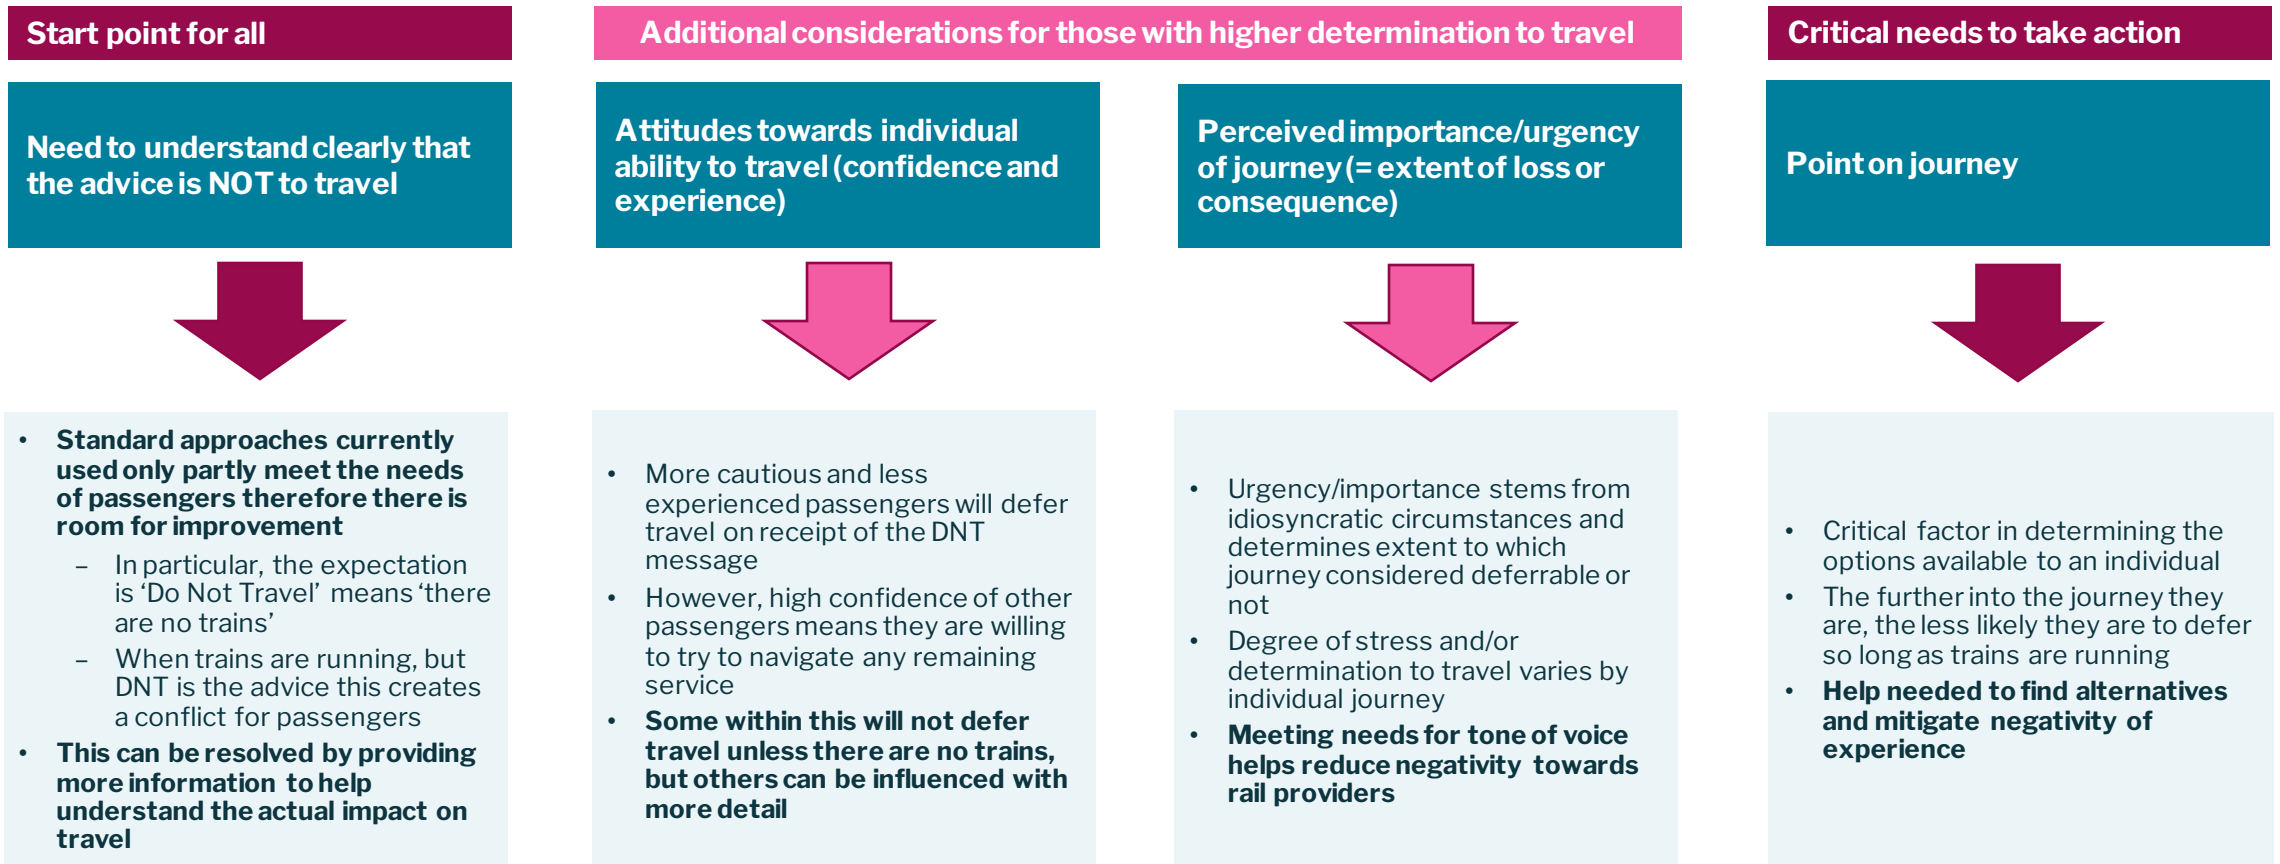 Start point for all
Additional considerations for those with higher determination to travel
Critical needs to take action
Need to understand clearly that
the advice is NOT to travel
Attitudes towards individual
ability to travel (confidence and
experience)
Perceived importance/urgency
of journey (= extent of loss or
consequence)
Point on journey
• Standard approaches currently
used only partly meet the needs
of passengers therefore there is
room for improvement
– In particular, the expectation
is ‘Do Not Travel’ means ‘there
are no trains’
– When trains are running, but
DNT is the advice this creates
a conflict for passengers
• This can be resolved by providing
more information to help
understand the actual impact on
travel
• More cautious and less
experienced passengers will defer
travel on receipt of the DNT
message
• However, high confidence of other
passengers means they are willing
to try to navigate any remaining
service
• Some within this will not defer
travel unless there are no trains,
but others can be influenced with
more detail
• Urgency/importance stems from
idiosyncratic circumstances and
determines extent to which
journey considered deferrable or
not
• Degree of stress and/or
determination to travel varies by
individual journey
• Meeting needs for tone of voice
helps reduce negativity towards
rail providers
• Critical factor in determining the
options available to an individual
• The further into the journey they
are, the less likely they are to defer
so long as trains are running
• Help needed to find alternatives
and mitigate negativity of
experience